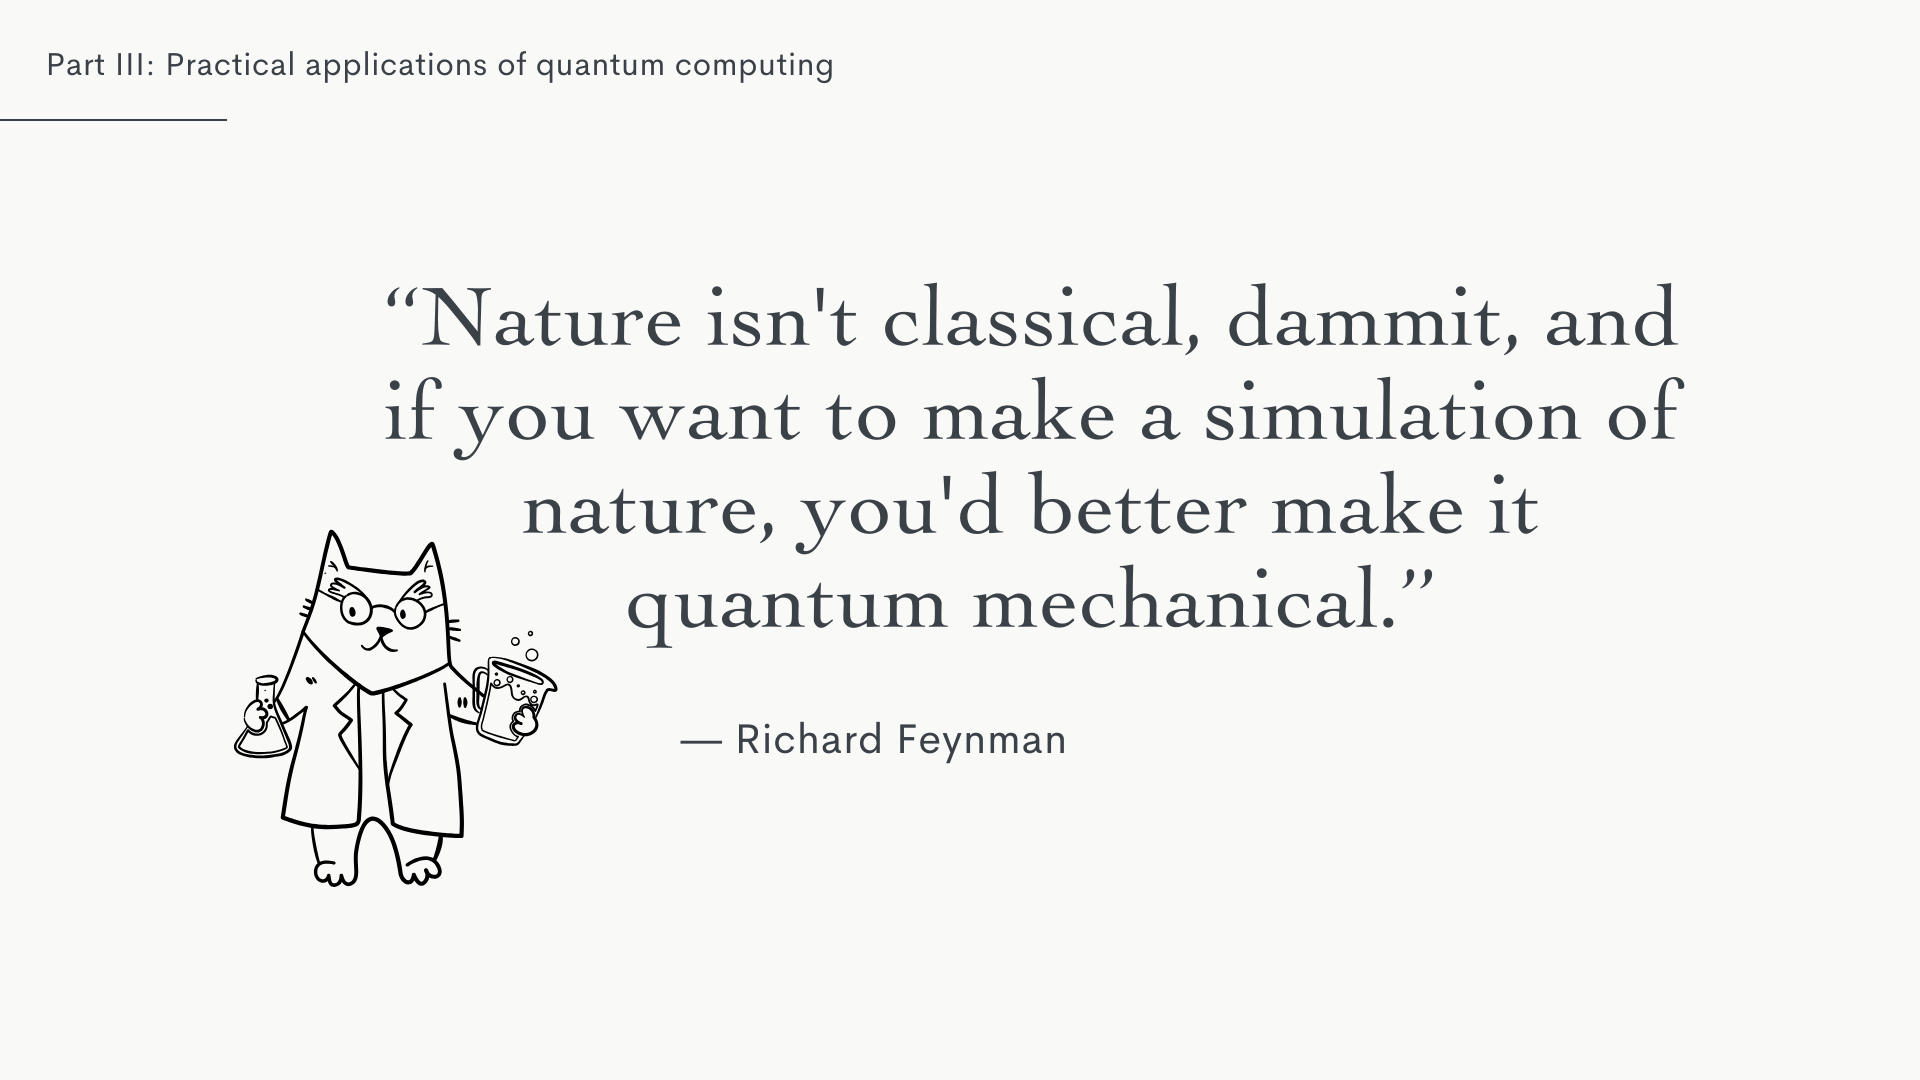 Part III: Practical applications of quantum computing
“Nature isn't classical, dammit, and
if you want to make a simulation of
nature, you'd better make it
quantum mechanical.”
— Richard Feynman